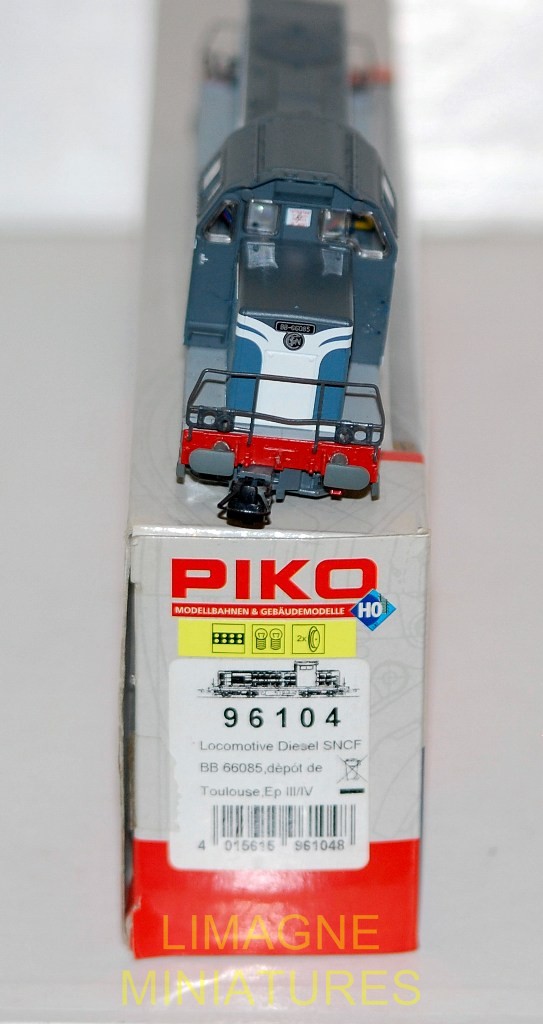 BB-66085
PIKO
MODELLBAHNEN & GEBÄUDEMODELLE
HO
2x
96104
Locomotive Diesel SNCF
BB 66085,dèpôt de
Toulouse,Ep III/IV
4 015615 961048
LIMAGNE
MINIATURES